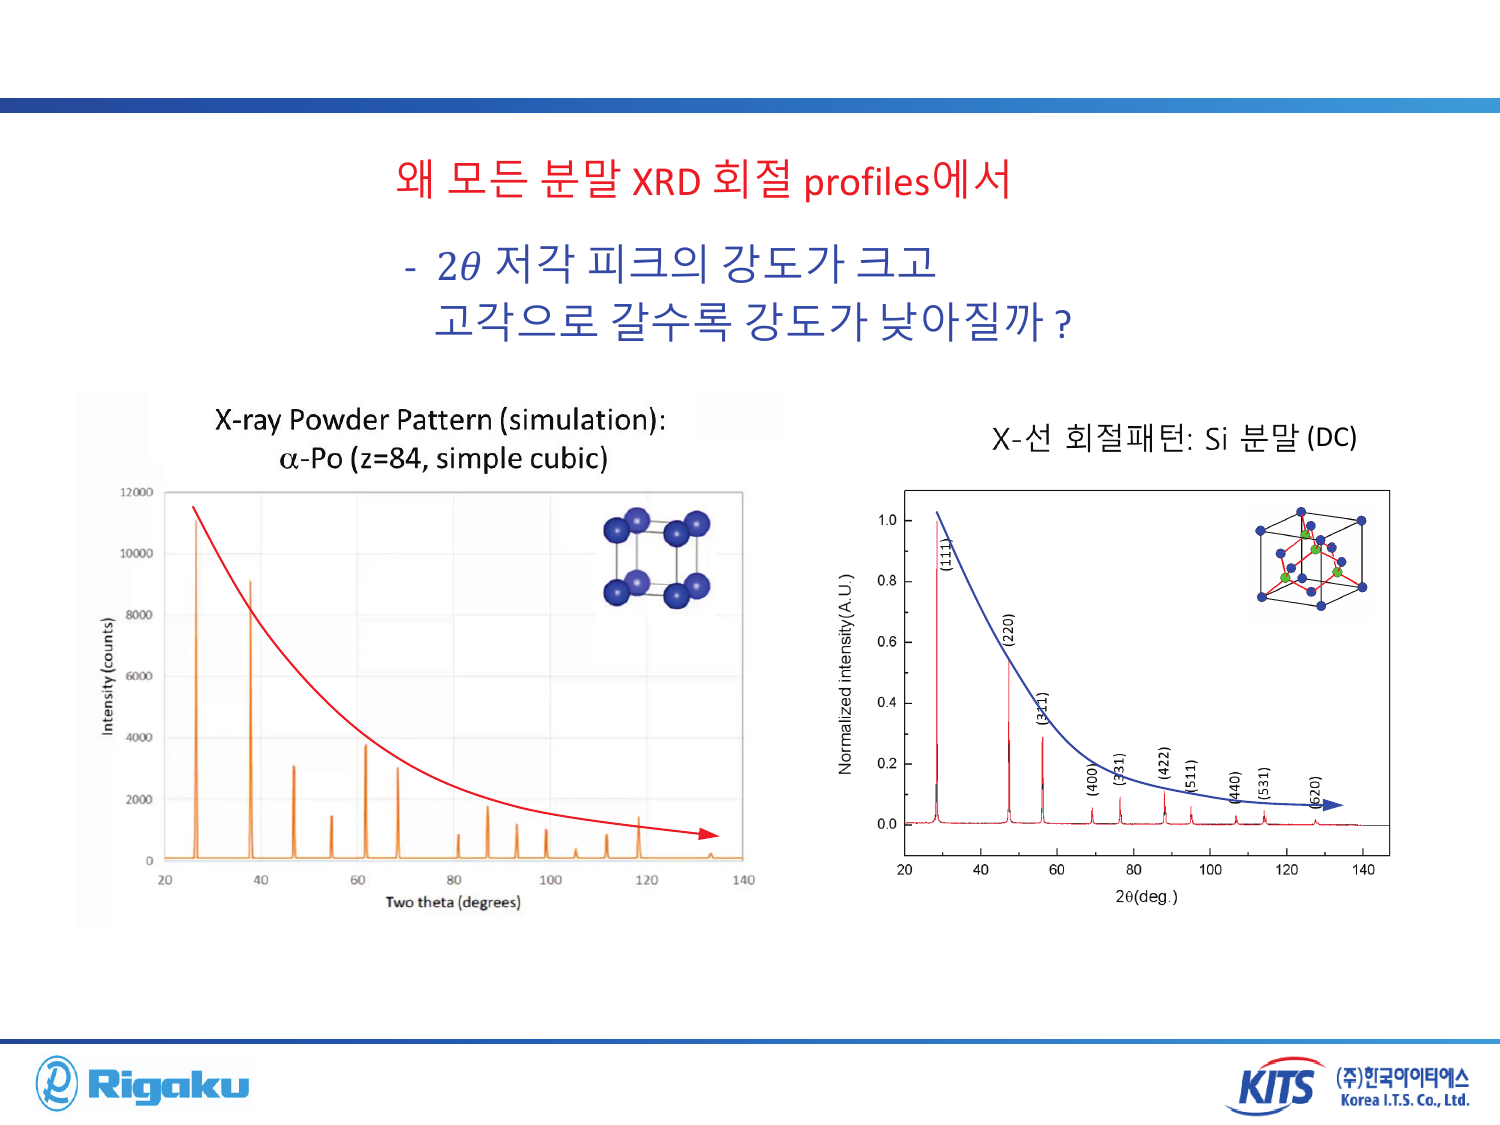 왜 모든 분말 XRD 회절 profiles에서
- 2θ 저각 피크의 강도가 크고
고각으로 갈수록 강도가 낮아질까 ?
X-ray Powder Pattern (simulation):
α-Po (z=84, simple cubic)
12000
10000
8000
6000
4000
2000
0
Intensity (counts)
20 40 60 80 100 120 140
Two theta (degrees)
X-선 회절패턴: Si 분말 (DC)
1.0
0.8
0.6
0.4
0.2
0.0
Normalized intensity(A.U.)
(111)
(220)
(311)
(400)
(331)
(422)
(511)
(440)
(531)
(620)
20 40 60 80 100 120 140
2θ(deg.)
Rigaku
KITS
(주)한국아이티에스
Korea I.T.S. Co., Ltd.